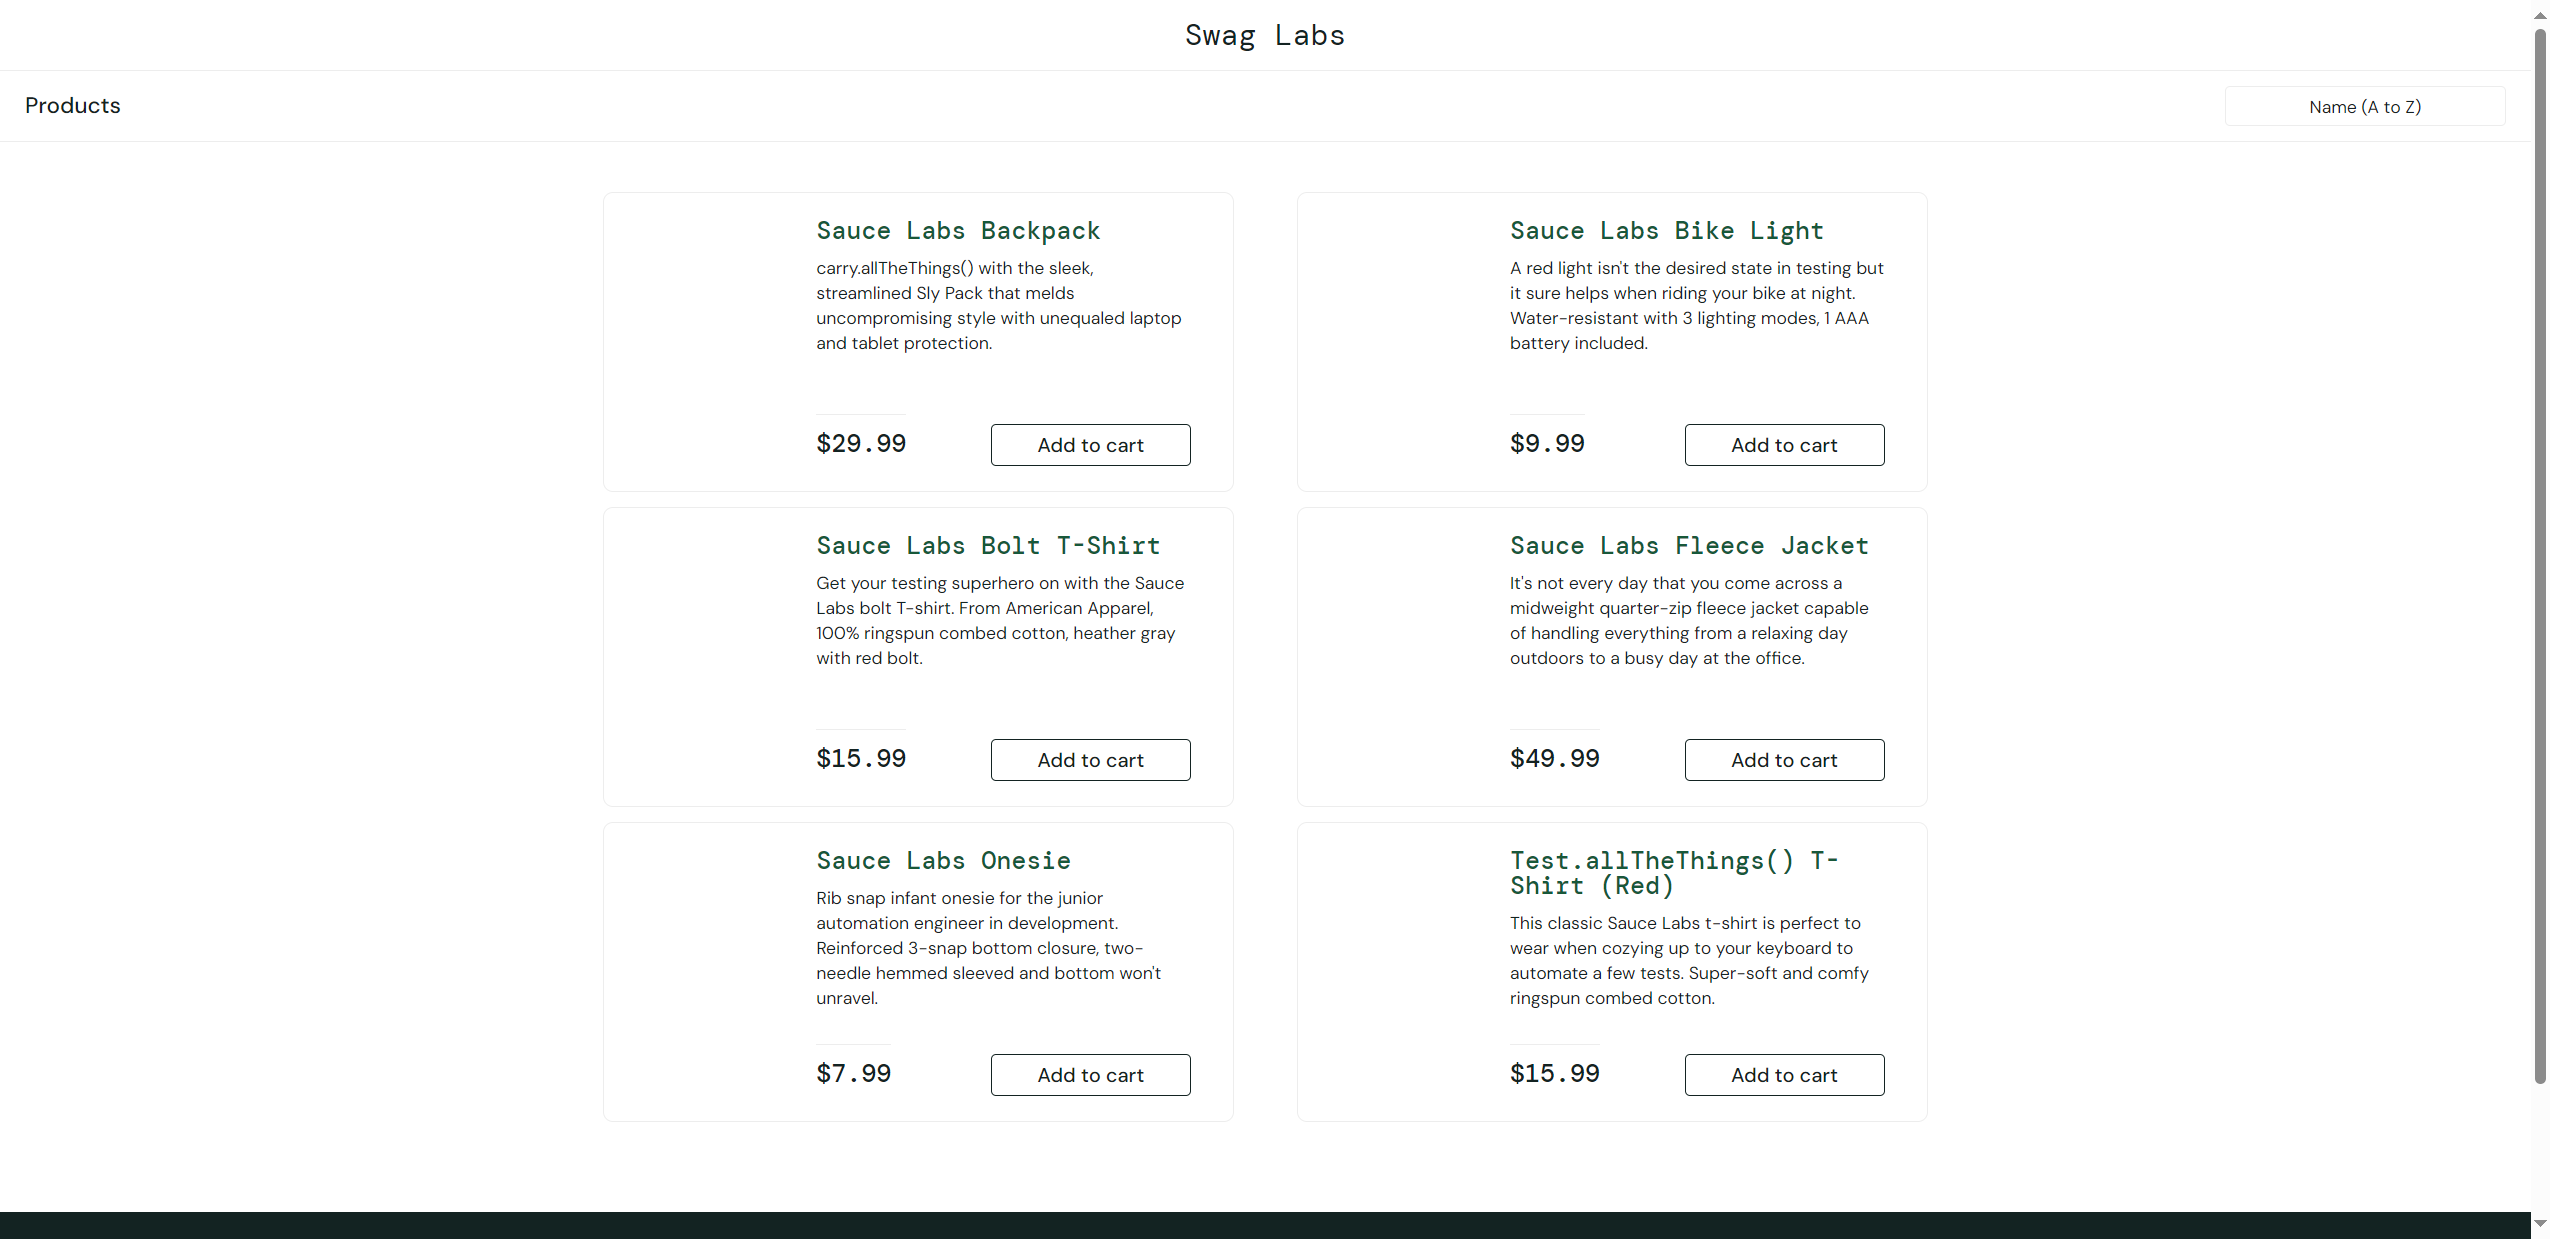 Swag Labs
Products
Name (A to Z)
Sauce Labs Backpack
carry.allTheThings() with the sleek,
streamlined Sly Pack that melds
uncompromising style with unequaled laptop
and tablet protection.
$29.99
Add to cart
Sauce Labs Bike Light
A red light isn't the desired state in testing but
it sure helps when riding your bike at night.
Water-resistant with 3 lighting modes, 1 AAA
battery included.
$9.99
Add to cart
Sauce Labs Bolt T-Shirt
Get your testing superhero on with the Sauce
Labs bolt T-shirt. From American Apparel,
100% ringspun combed cotton, heather gray
with red bolt.
$15.99
Add to cart
Sauce Labs Fleece Jacket
It's not every day that you come across a
midweight quarter-zip fleece jacket capable
of handling everything from a relaxing day
outdoors to a busy day at the office.
$49.99
Add to cart
Sauce Labs Onesie
Rib snap infant onesie for the junior
automation engineer in development.
Reinforced 3-snap bottom closure, two-
needle hemmed sleeved and bottom won't
unravel.
$7.99
Add to cart
Test.allTheThings() T-
Shirt (Red)
This classic Sauce Labs t-shirt is perfect to
wear when cozying up to your keyboard to
automate a few tests. Super-soft and comfy
ringspun combed cotton.
$15.99
Add to cart